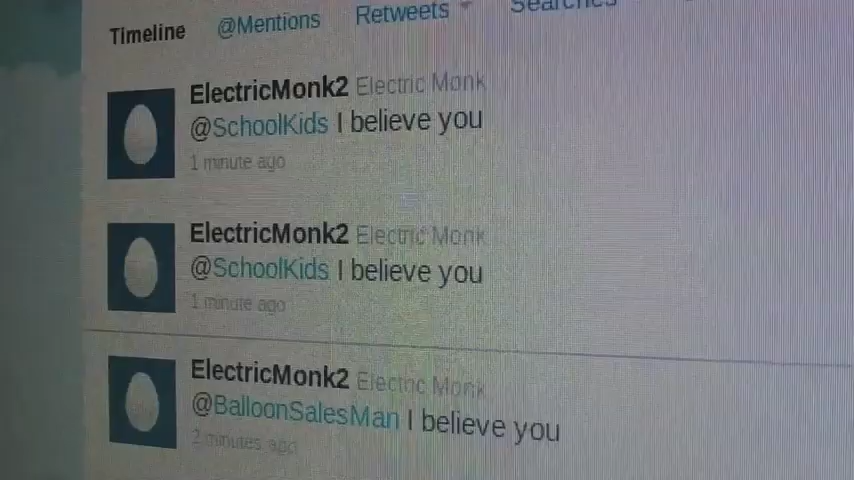 Timeline @Mentions Retweets Searches
ElectricMonk2 Electric Monk
@SchoolKids I believe you
1 minute ago
ElectricMonk2 Electric Monk
@SchoolKids I believe you
1 minute ago
ElectricMonk2 Electric Monk
@BalloonSalesMan I believe you
2 minutes ago